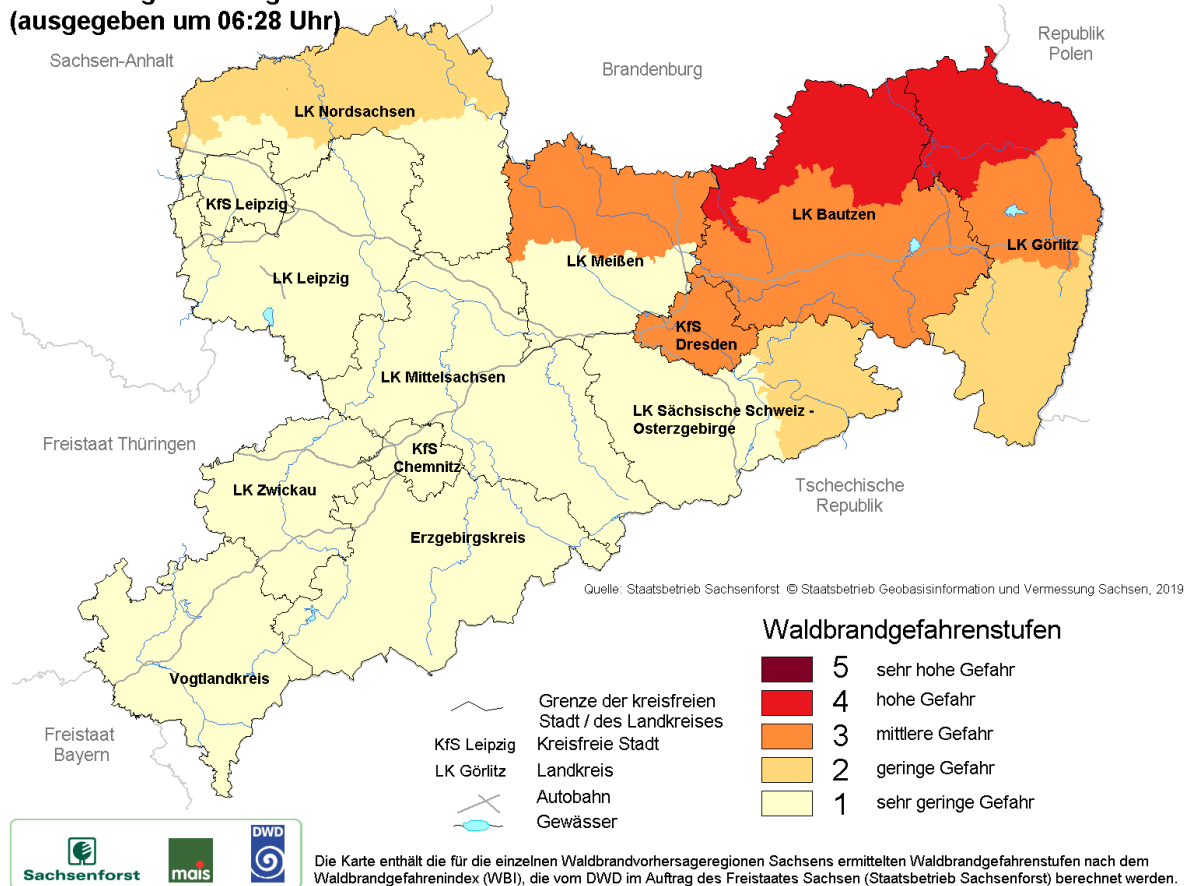 (ausgegeben um 06:28 Uhr)
Sachsen-Anhalt
Brandenburg
Republik
Polen
LK Nordsachsen
KfS Leipzig
LK Bautzen
LK Görlitz
LK Meißen
LK Leipzig
KfS
Dresden
LK Mittelsachsen
LK Sächsische Schweiz -
Osterzgebirge
Freistaat Thüringen
KfS
Chemnitz
LK Zwickau
Tschechische
Republik
Erzgebirgskreis
Quelle: Staatsbetrieb Sachsenforst © Staatsbetrieb Geobasisinformation und Vermessung Sachsen, 2019
Vogtlandkreis
Freistaat
Bayern
Waldbrandgefahrenstufen
5 sehr hohe Gefahr
4 hohe Gefahr
3 mittlere Gefahr
2 geringe Gefahr
1 sehr geringe Gefahr
Grenze der kreisfreien
Stadt / des Landkreises
KfS Leipzig Kreisfreie Stadt
LK Görlitz Landkreis
Autobahn
Gewässer
Sachsenforst
mais
DWD
Die Karte enthält die für die einzelnen Waldbrandvorhersageregionen Sachsens ermittelten Waldbrandgefahrenstufen nach dem
Waldbrandgefahrenindex (WBI), die vom DWD im Auftrag des Freistaates Sachsen (Staatsbetrieb Sachsenforst) berechnet werden.